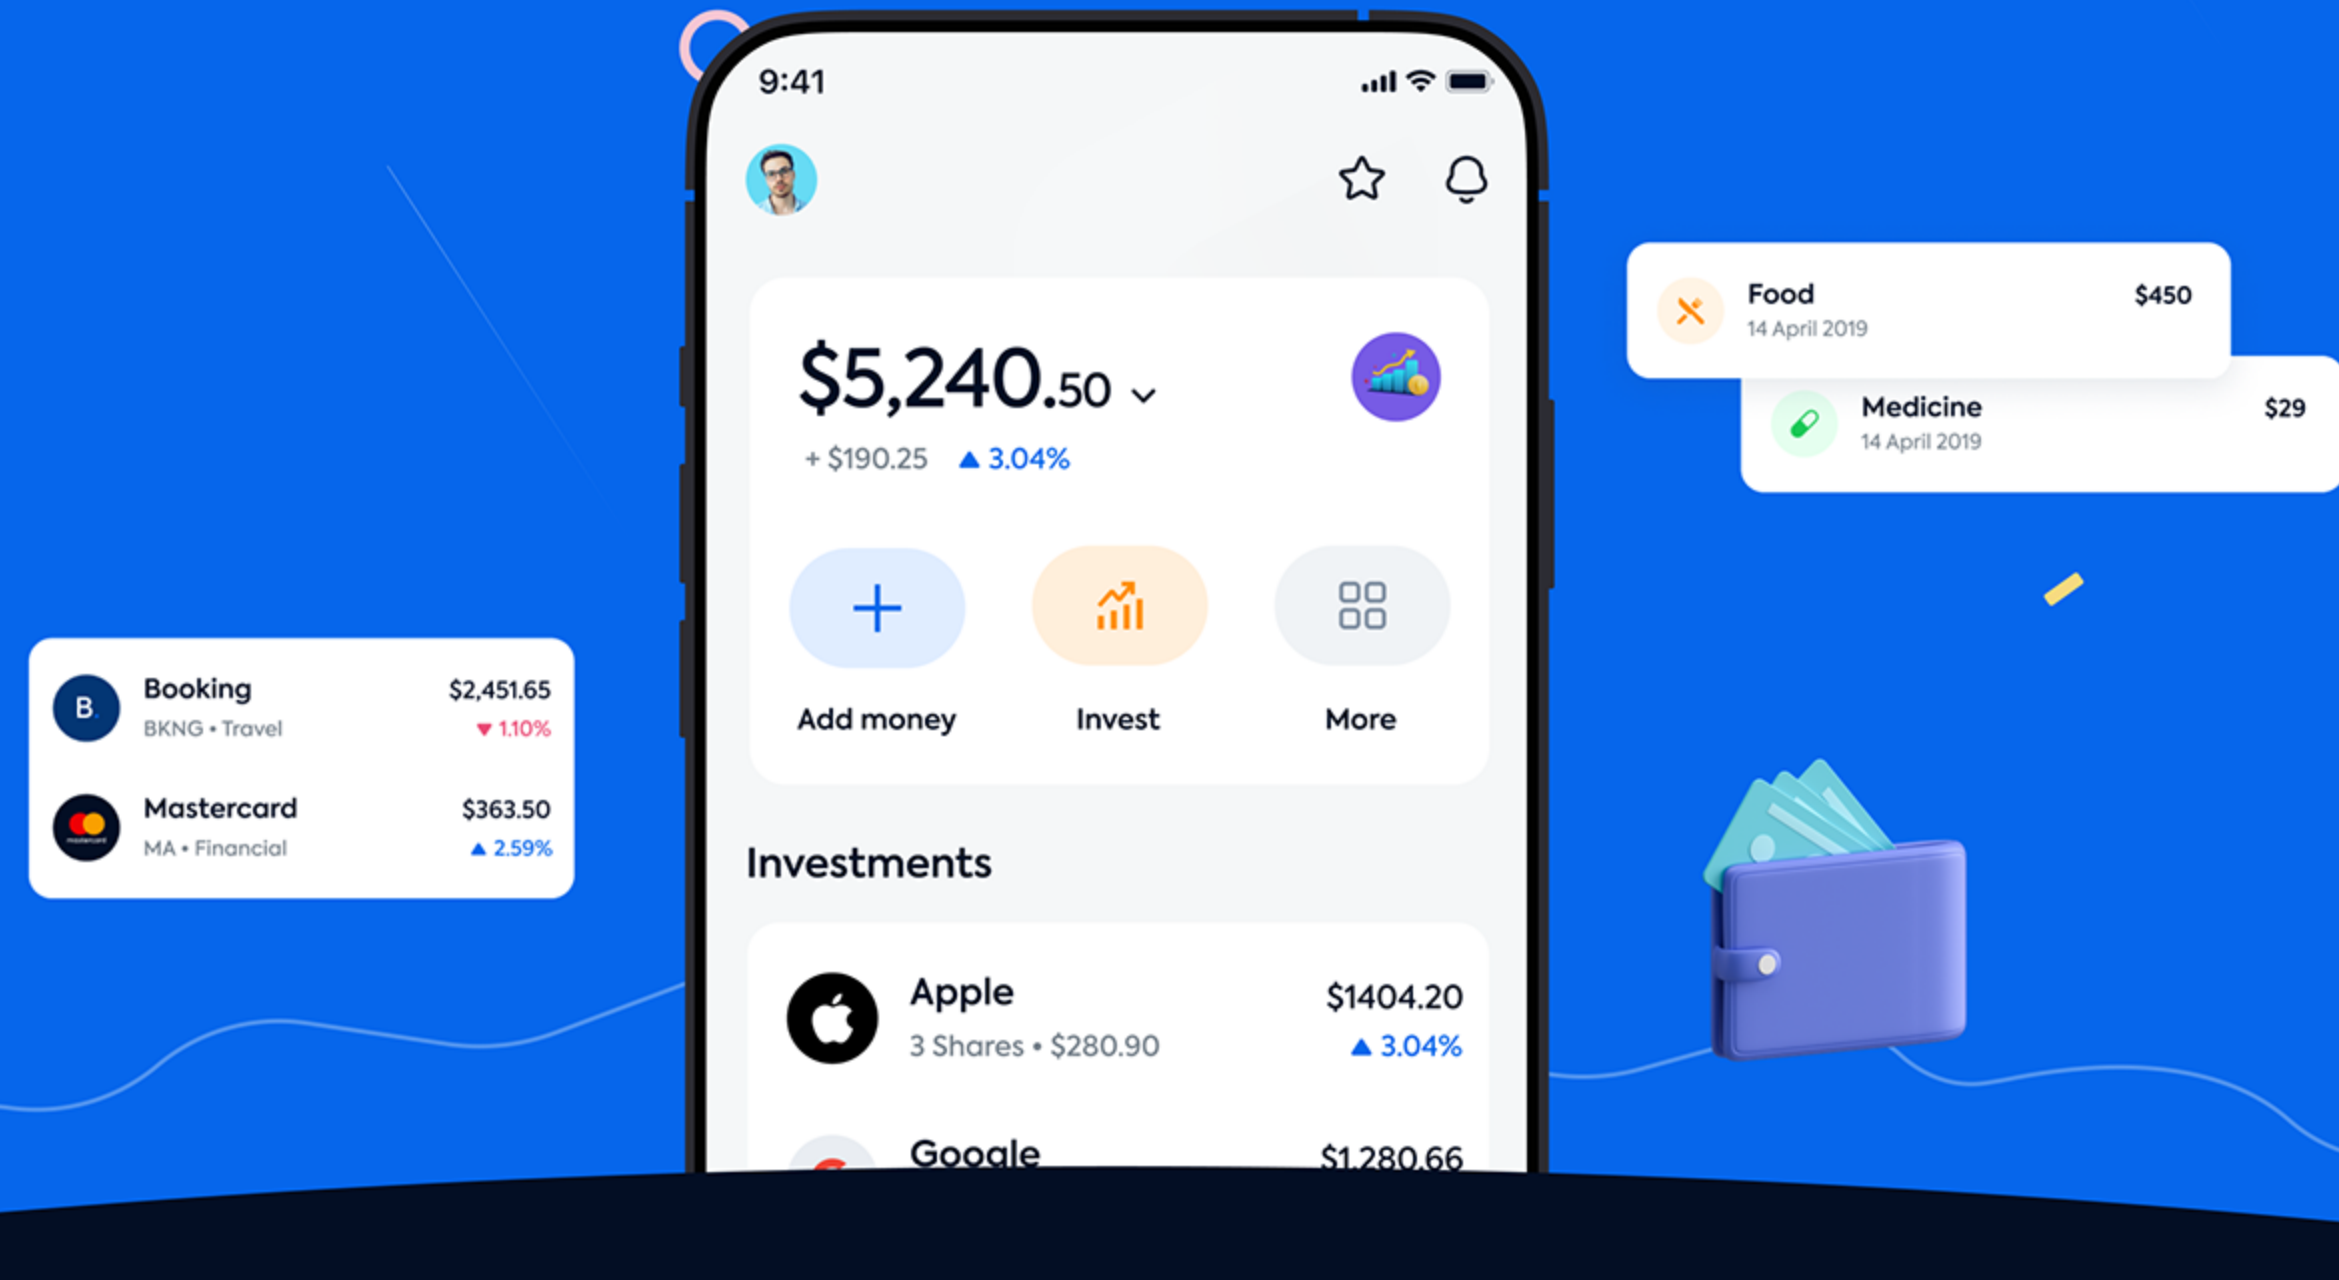 9:41
$5,240.50
+ $190.25 ▲ 3.04%
Add money
Invest
More
Investments
Apple
$1404.20
3 Shares • $280.90
▲ 3.04%
Google
$1,280.66
B.
Booking
$2,451.65
BKNG • Travel
▼ 1.10%
mastercard
Mastercard
$363.50
MA • Financial
▲ 2.59%
Food
$450
14 April 2019
Medicine
$29
14 April 2019